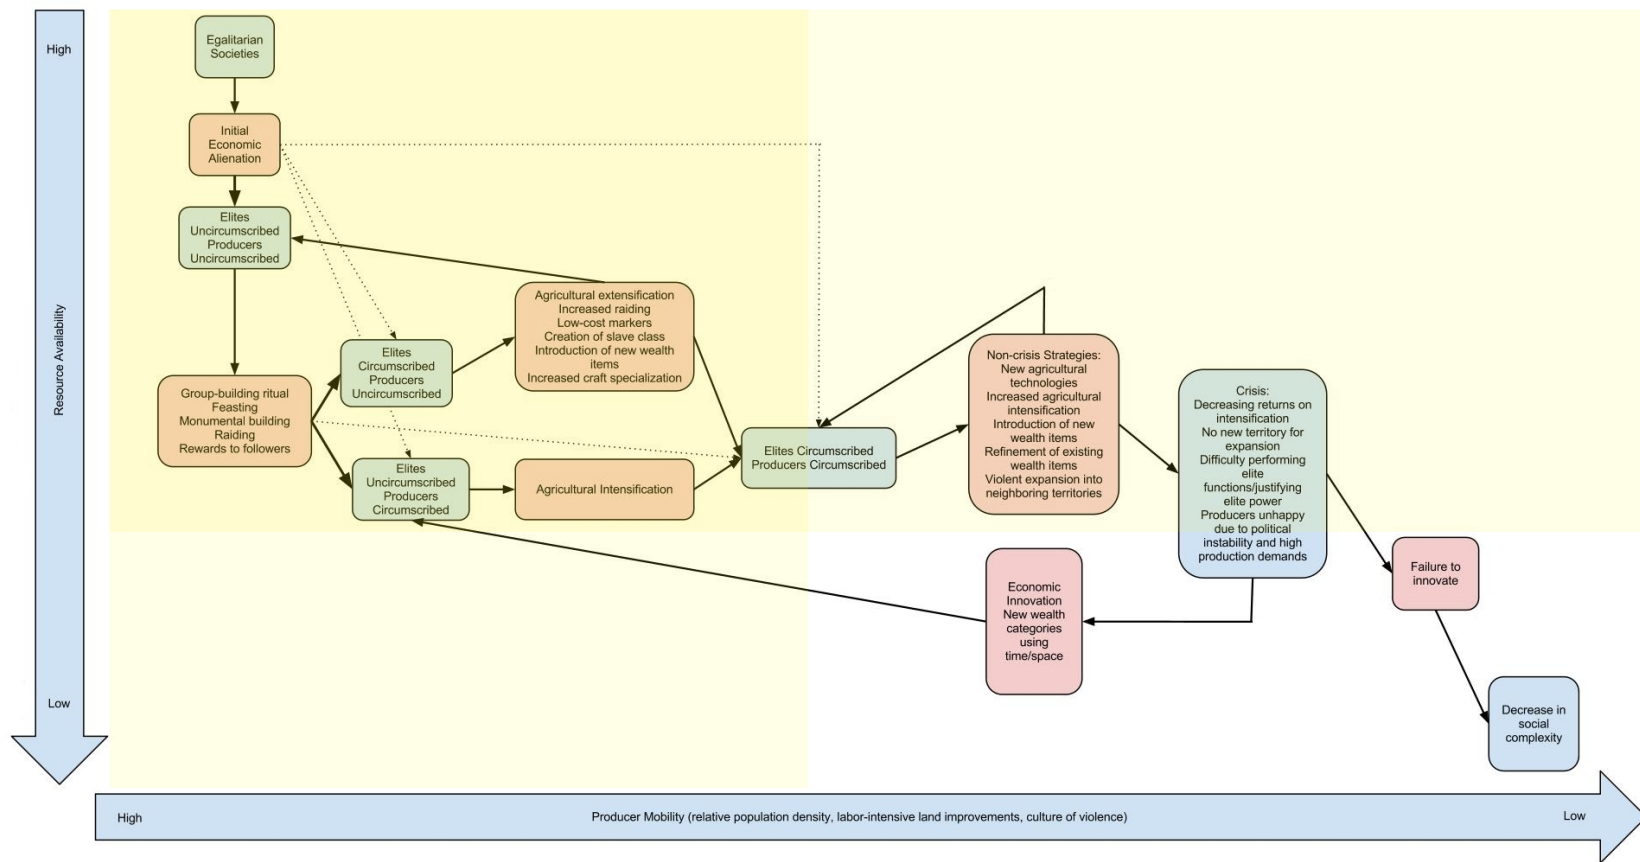 High
Resource Availability
Low
Egalitarian
Societies
Initial
Economic
Alienation
Elites
Uncircumscribed
Producers
Uncircumscribed
Group-building ritual
Feasting
Monumental building
Raiding
Rewards to followers
Elites
Circumscribed
Producers
Uncircumscribed
Elites
Uncircumscribed
Producers
Circumscribed
Agricultural extensification
Increased raiding
Low-cost markers
Creation of slave class
Introduction of new wealth
items
Increased craft specialization
Agricultural Intensification
Elites Circumscribed
Producers Circumscribed
Non-crisis Strategies:
New agricultural
technologies
Increased agricultural
intensification
Introduction of new
wealth items
Refinement of existing
wealth items
Violent expansion into
neighboring territories
Crisis:
Decreasing returns on
intensification
No new territory for
expansion
Difficulty performing
elite
functions/justifying
elite power
Producers unhappy
due to political
instability and high
production demands
Economic
Innovation
New wealth
categories
using
time/space
Failure to
innovate
Decrease in
social
complexity
High
Producer Mobility (relative population density, labor-intensive land improvements, culture of violence)
Low